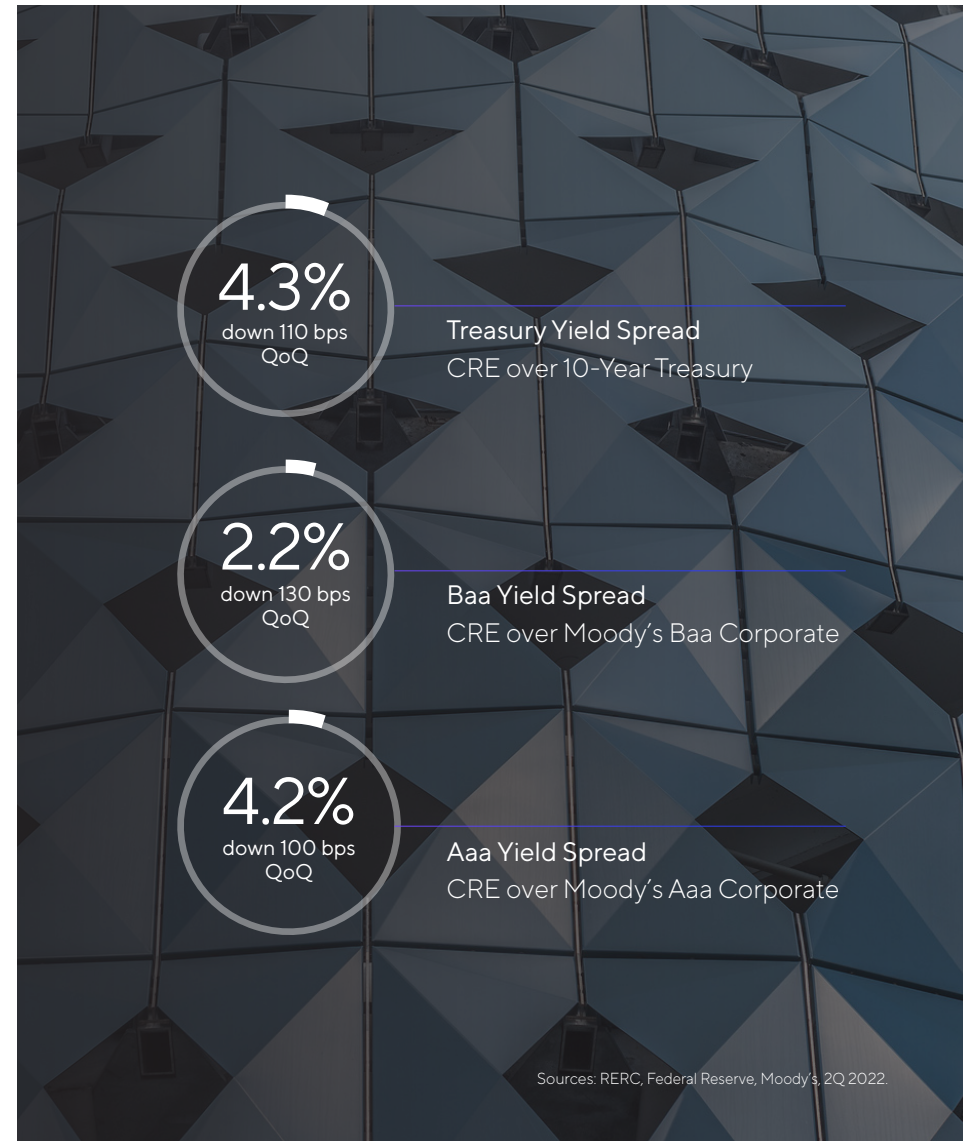 4.3%
down 110 bps
QoQ
Treasury Yield Spread
CRE over 10-Year Treasury
2.2%
down 130 bps
QoQ
Baa Yield Spread
CRE over Moody’s Baa Corporate
4.2%
down 100 bps
QoQ
Aaa Yield Spread
CRE over Moody’s Aaa Corporate
Sources: RERC, Federal Reserve, Moody’s, 2Q 2022.